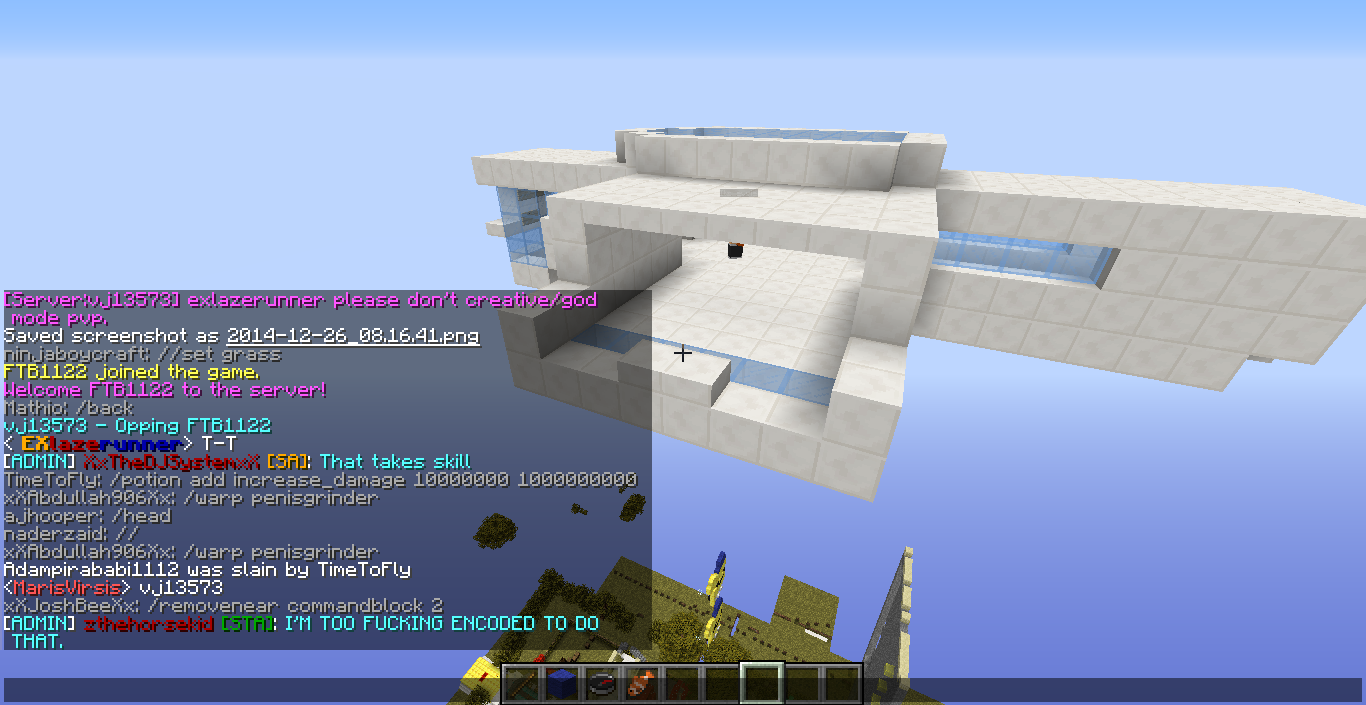 [Server:vj13573] exlazerunner please don't creative/god
mode pvp.
Saved screenshot as 2014-12-26_08.16.41.png
ninjaboycraft: //set grass
FTB1122 joined the game.
Welcome FTB1122 to the server!
Mathio: /back
vj13573 - Opping FTB1122
< EXlazerunner> T-T
[ADMIN] XxTheDJSystemxX [SA]: That takes skill
TimeToFly: /potion add increase_damage 10000000 1000000000
xXAbdullah906Xx: /warp penisgrinder
ajhooper: /head
naderzaid: //
xXAbdullah906Xx: /warp penisgrinder
Adampirababi1112 was slain by TimeToFly
<MarisVirsis> vj13573
xXJoshBeeXx: /removenear commandblock 2
[ADMIN] zthehorsekid [STA]: I'M TOO FUCKING ENCODED TO DO
THAT.